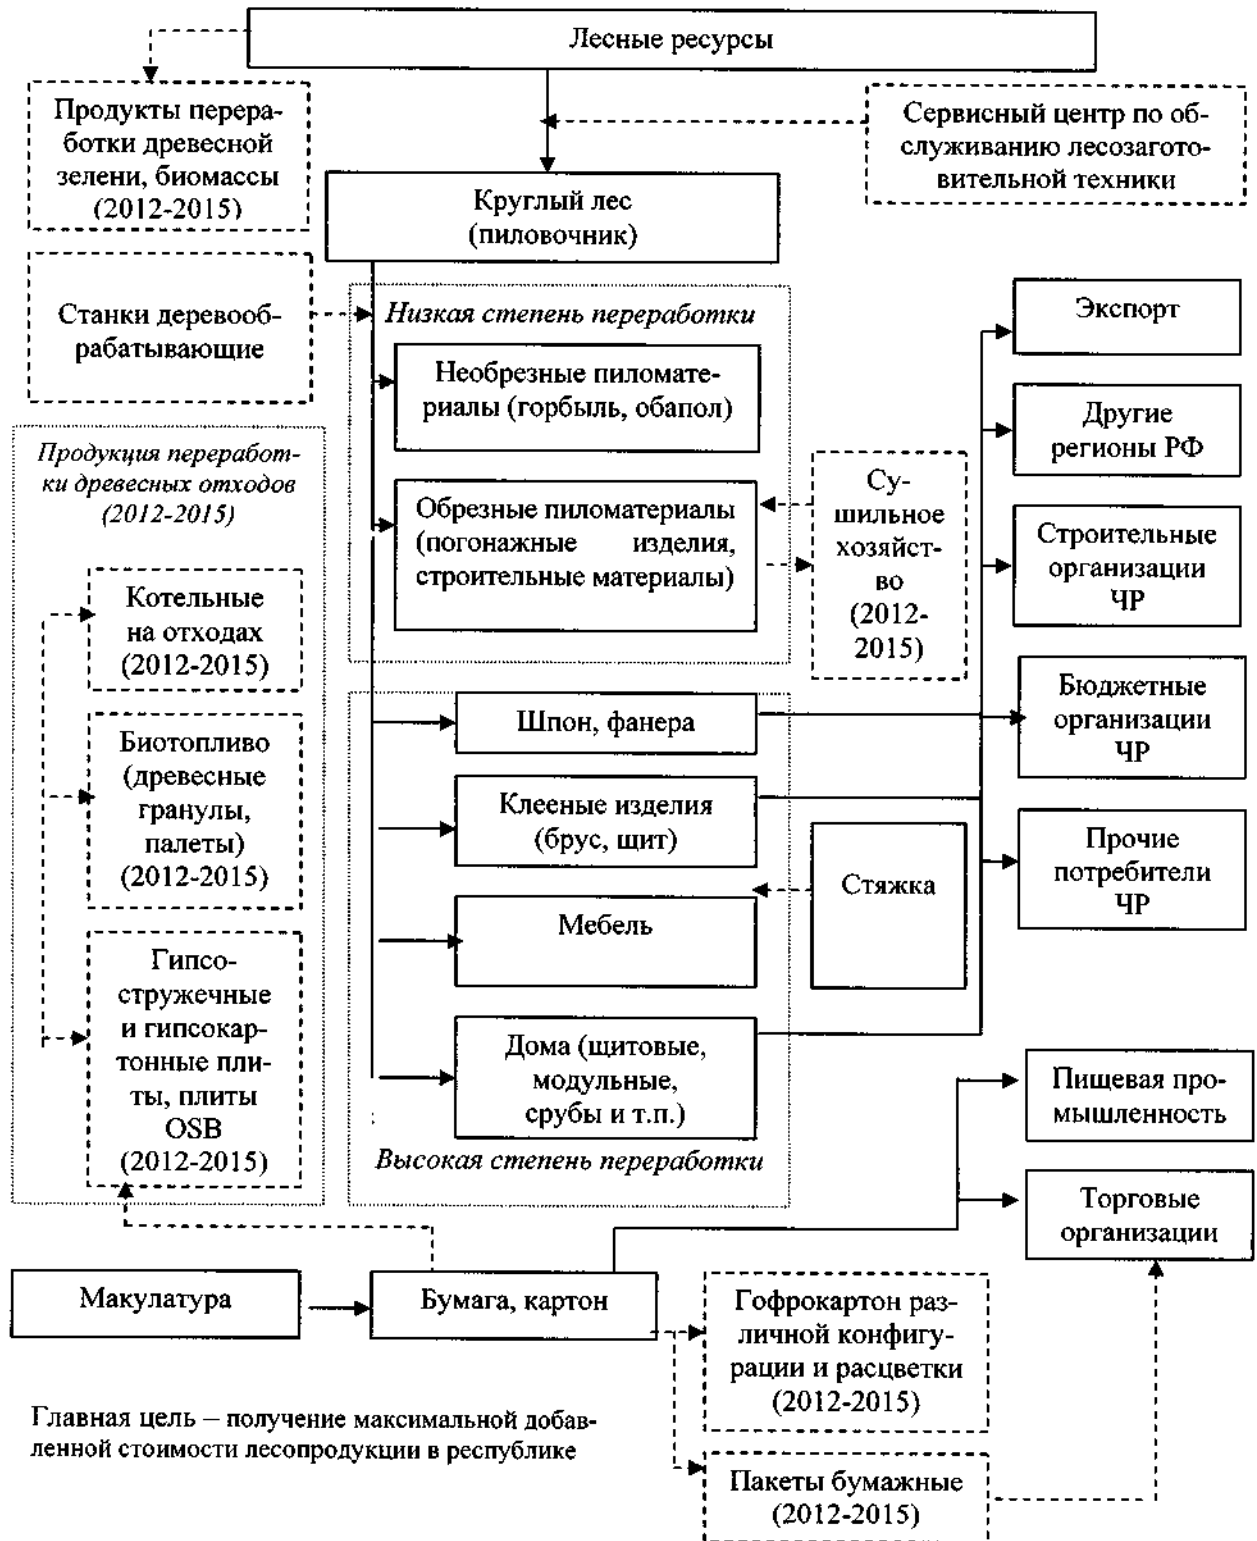 Лесные ресурсы
Продукты перера-
ботки древесной
зелени, биомассы
(2012-2015)
Сервисный центр по об-
служиванию лесозагото-
вительной техники
Круглый лес
(пиловочник)
Станки деревооб-
рабатывающие
Низкая степень переработки
Необрезные пиломате-
риалы (горбыль, обапол)
Обрезные пиломатериалы
(погонажные изделия,
строительные материалы)
Су-
шильное
хозяйст-
во
(2012-
2015)
Экспорт
Другие
регионы РФ
Строительные
организации
ЧР
Бюджетные
организации
ЧР
Прочие
потребители
ЧР
Продукция переработ-
ки древесных отходов
(2012-2015)
Котельные
на отходах
(2012-2015)
Биотопливо
(древесные
гранулы,
палеты)
(2012-2015)
Гипсо-
стружечные
и гипсокар-
тонные пли-
ты, плиты
OSB
(2012-2015)
Шпон, фанера
Клееные изделия
(брус, щит)
Мебель
Стяжка
Дома (щитовые,
модульные,
срубы и т.п.)
Высокая степень переработки
Пищевая про-
мышленность
Торговые
организации
Макулатура
Бумага, картон
Гофрокартон раз-
личной конфигу-
рации и расцветки
(2012-2015)
Пакеты бумажные
(2012-2015)
Главная цель – получение максимальной добав-
ленной стоимости лесопродукции в республике